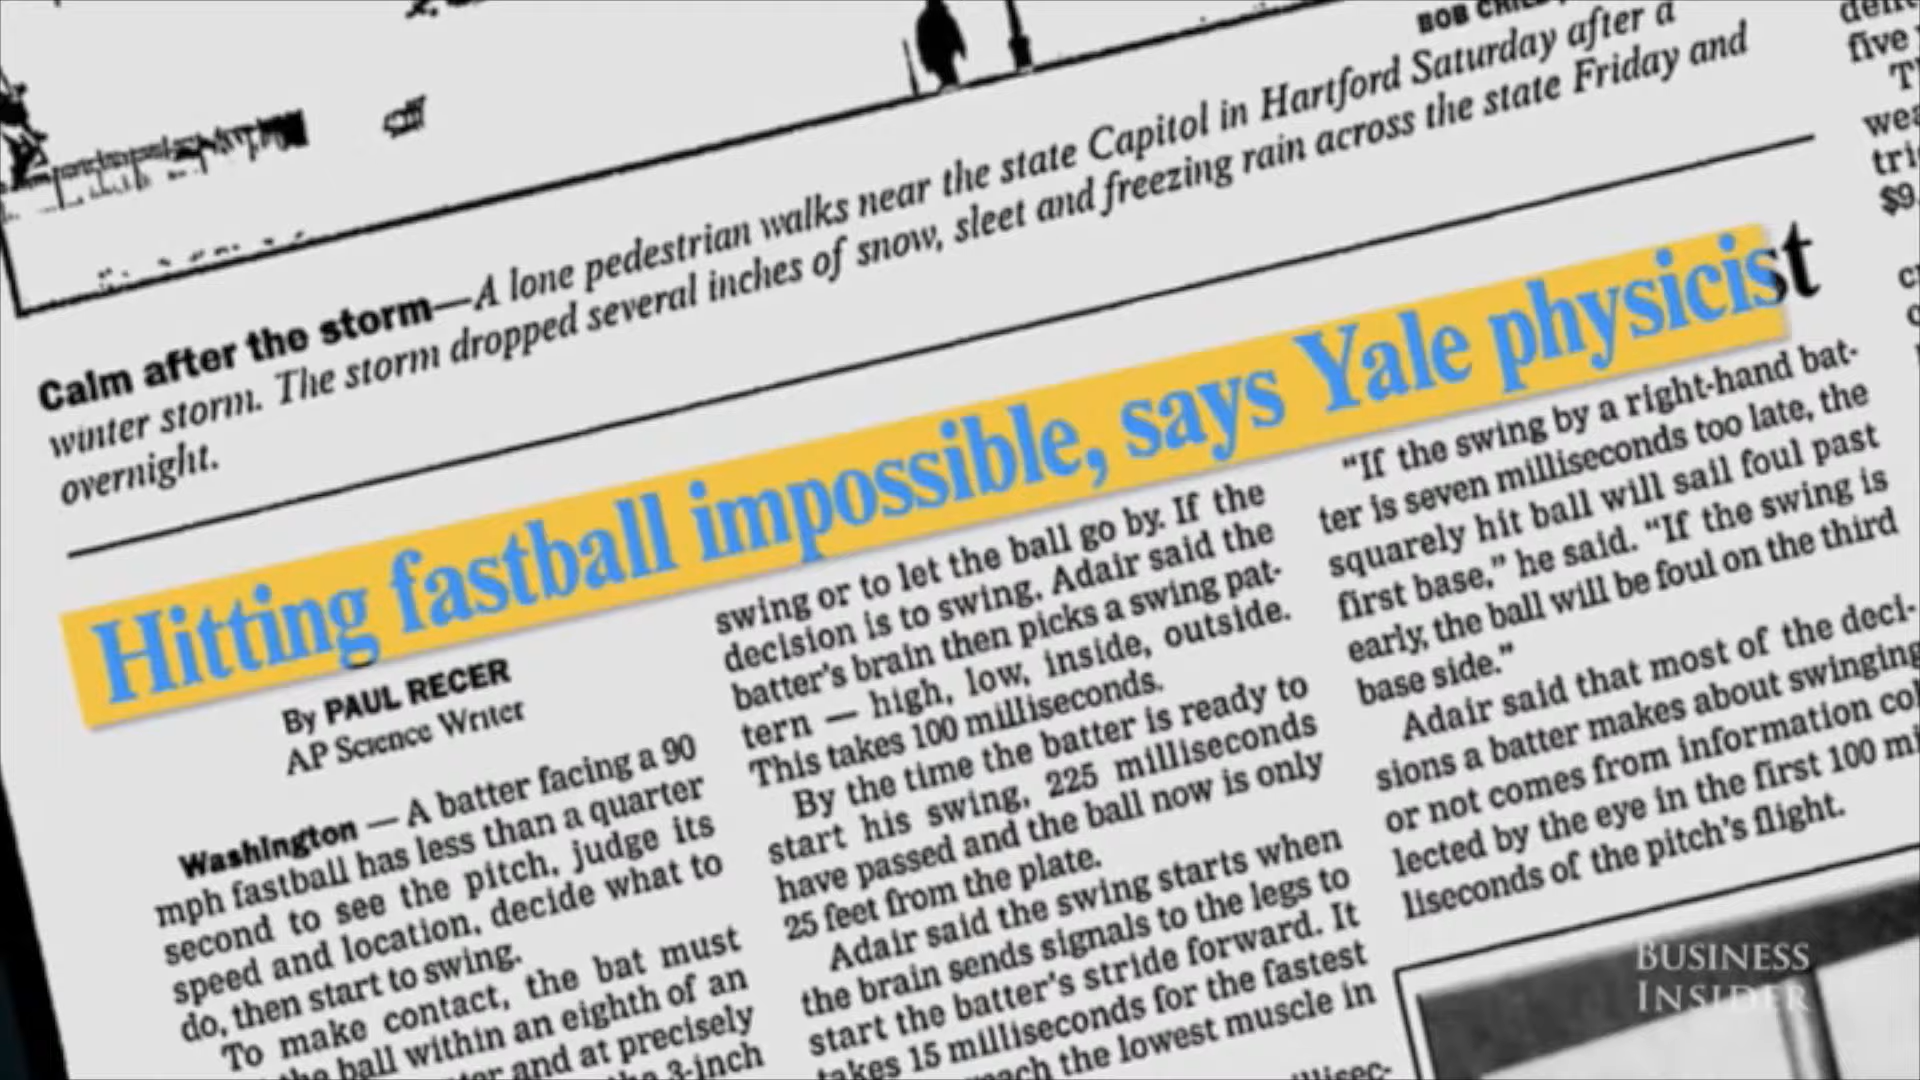 BOB
Calm after the storm—A lone pedestrian walks near the state Capitol in Hartford Saturday after a
winter storm. The storm dropped several inches of snow, sleet and freezing rain across the state Friday and
overnight.
Hitting fastball impossible, says Yale physicist
By PAUL RECER
AP Science Writer
Washington — A batter facing a 90
mph fastball has less than a quarter
second to see the pitch, judge its
speed and location, decide what to
do, then start to swing.
To make contact, the bat must
the ball within an eighth of an
and at precisely
3-inch
swing or to let the ball go by. If the
decision is to swing, Adair said the
batter's brain then picks a swing pat-
tern — high, low, inside, outside.
This takes 100 milliseconds.
By the time the batter is ready to
start his swing, 225 milliseconds
have passed and the ball now is only
25 feet from the plate.
Adair said the swing starts when
the brain sends signals to the legs to
start the batter's stride forward. It
takes 15 milliseconds for the fastest
the lowest muscle in
“If the swing by a right-hand bat-
ter is seven milliseconds too late, the
squarely hit ball will sail foul past
first base,” he said. “If the swing is
early, the ball will be foul on the third
base side.”
Adair said that most of the deci-
sions a batter makes about swinging
or not comes from information col
lected by the eye in the first 100 mi
liseconds of the pitch's flight.
five
$9
BUSINESS
INSIDER